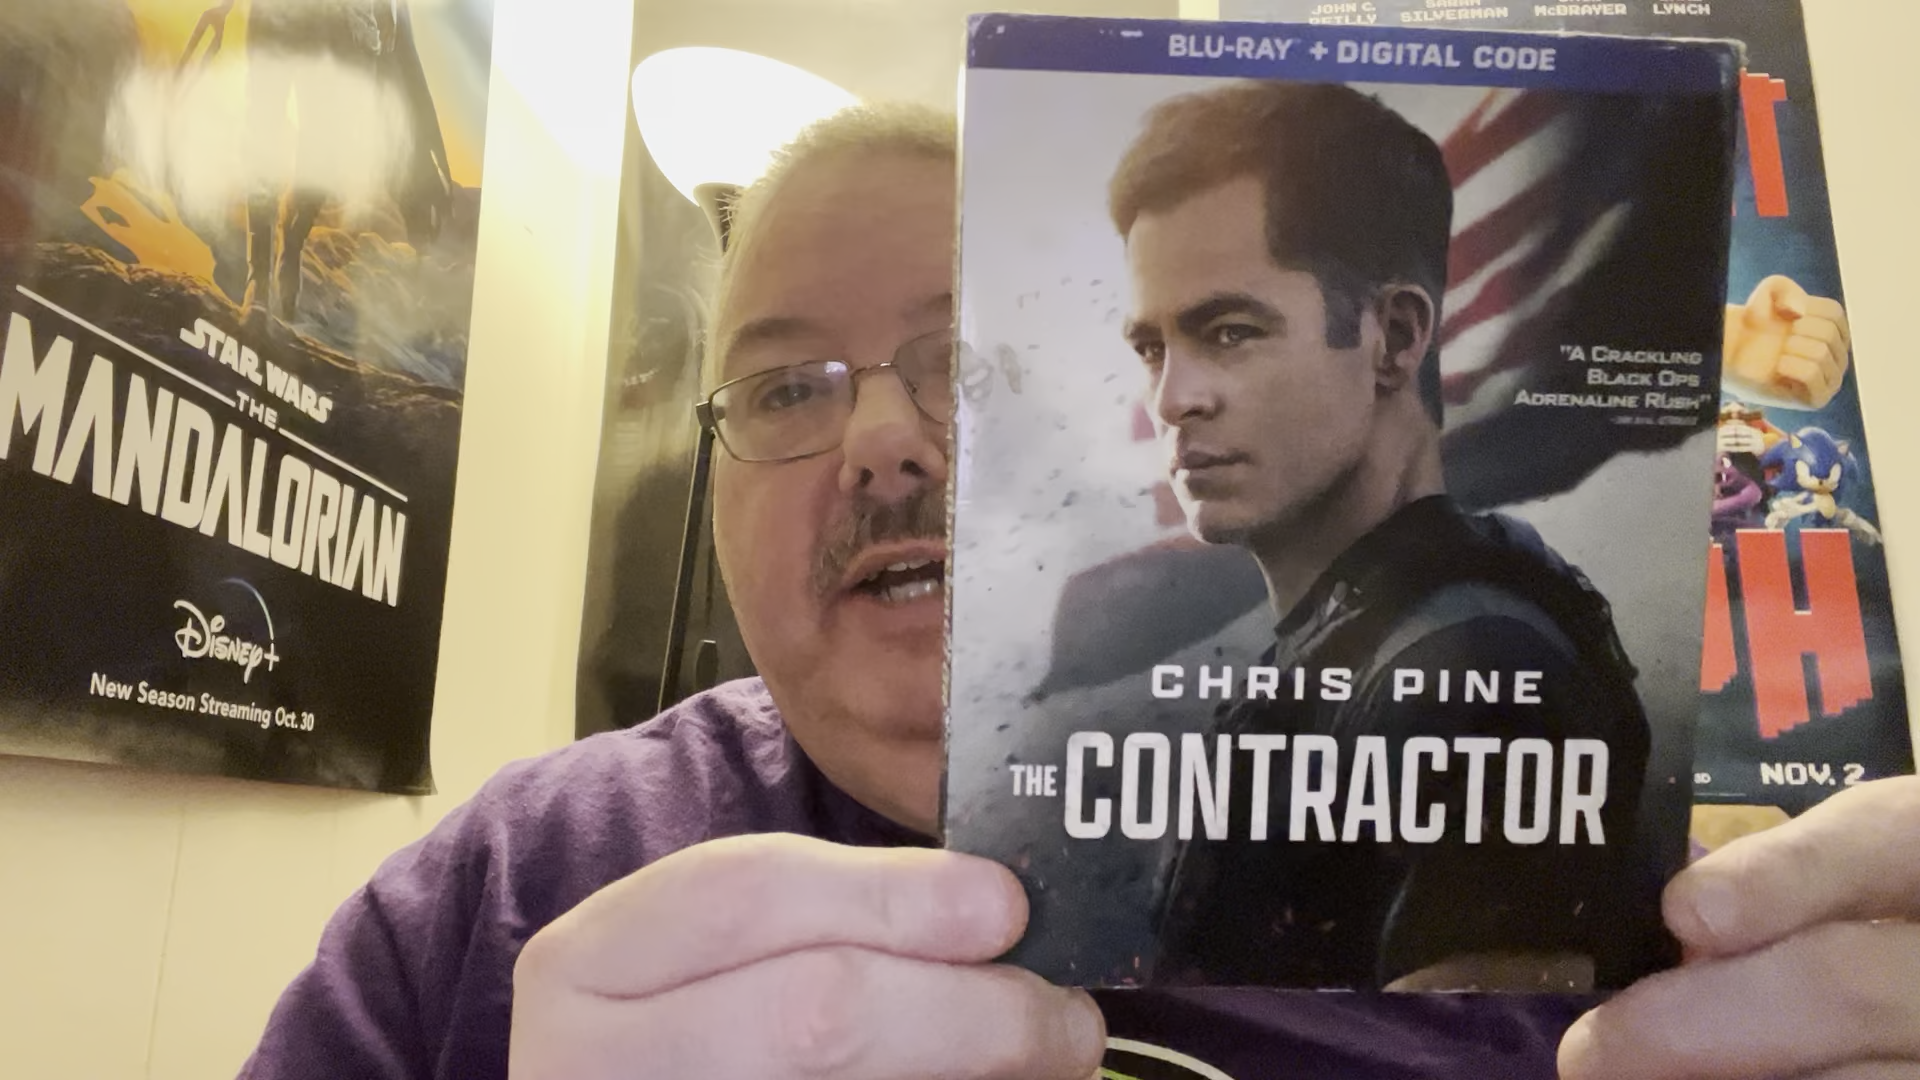 STAR WARS
THE
MANDALORIAN
Disney+
New Season Streaming Oct. 30
BLU-RAY + DIGITAL CODE
"A CRACKLING
BLACK OPS
ADRENALINE RUSH"
CHRIS PINE
THE CONTRACTOR
JOHN C.
REILLY
SARAH
SILVERMAN
McBRAYER
LYNCH
T
H
NOV. 2